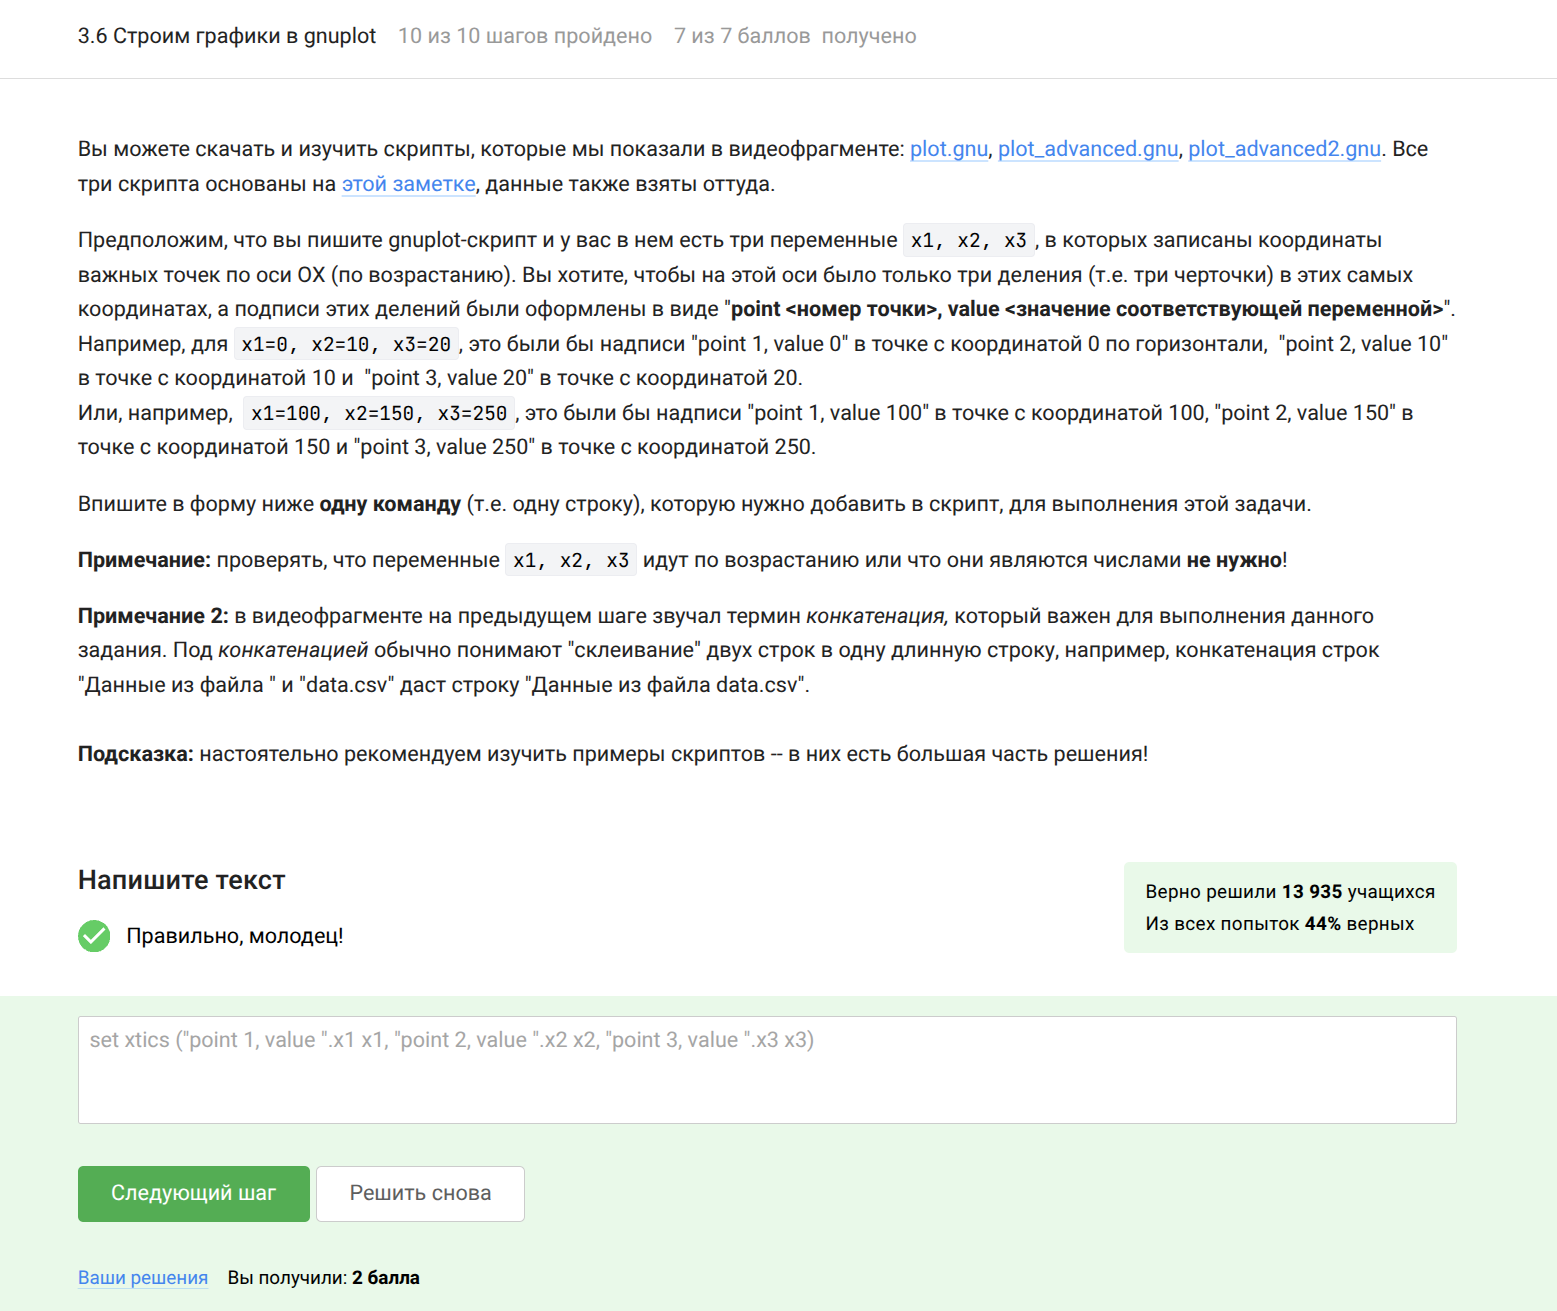 3.6 Строим графики в gnuplot 10 из 10 шагов пройдено 7 из 7 баллов получено
Вы можете скачать и изучить скрипты, которые мы показали в видеофрагменте: plot.gnu, plot_advanced.gnu, plot_advanced2.gnu. Все
три скрипта основаны на этой заметке, данные также взяты оттуда.
Предположим, что вы пишите gnuplot-скрипт и у вас в нем есть три переменные x1, x2, x3, в которых записаны координаты
важных точек по оси OX (по возрастанию). Вы хотите, чтобы на этой оси было только три деления (т.е. три черточки) в этих самых
координатах, а подписи этих делений были оформлены в виде "point <номер точки>, value <значение соответствующей переменной>".
Например, для x1=0, x2=10, x3=20, это были бы надписи "point 1, value 0" в точке с координатой 0 по горизонтали, "point 2, value 10"
в точке с координатой 10 и "point 3, value 20" в точке с координатой 20.
Или, например, x1=100, x2=150, x3=250, это были бы надписи "point 1, value 100" в точке с координатой 100, "point 2, value 150" в
точке с координатой 150 и "point 3, value 250" в точке с координатой 250.
Впишите в форму ниже одну команду (т.е. одну строку), которую нужно добавить в скрипт, для выполнения этой задачи.
Примечание: проверять, что переменные x1, x2, x3 идут по возрастанию или что они являются числами не нужно!
Примечание 2: в видеофрагменте на предыдущем шаге звучал термин конкатенация, который важен для выполнения данного
задания. Под конкатенацией обычно понимают "склеивание" двух строк в одну длинную строку, например, конкатенация строк
"Данные из файла " и "data.csv" даст строку "Данные из файла data.csv".
Подсказка: настоятельно рекомендуем изучить примеры скриптов -- в них есть большая часть решения!
Напишите текст
Правильно, молодец!
Верно решили 13 935 учащихся
Из всех попыток 44% верных
set xtics ("point 1, value ".x1 x1, "point 2, value ".x2 x2, "point 3, value ".x3 x3)
Следующий шаг Решить снова
Ваши решения Вы получили: 2 балла